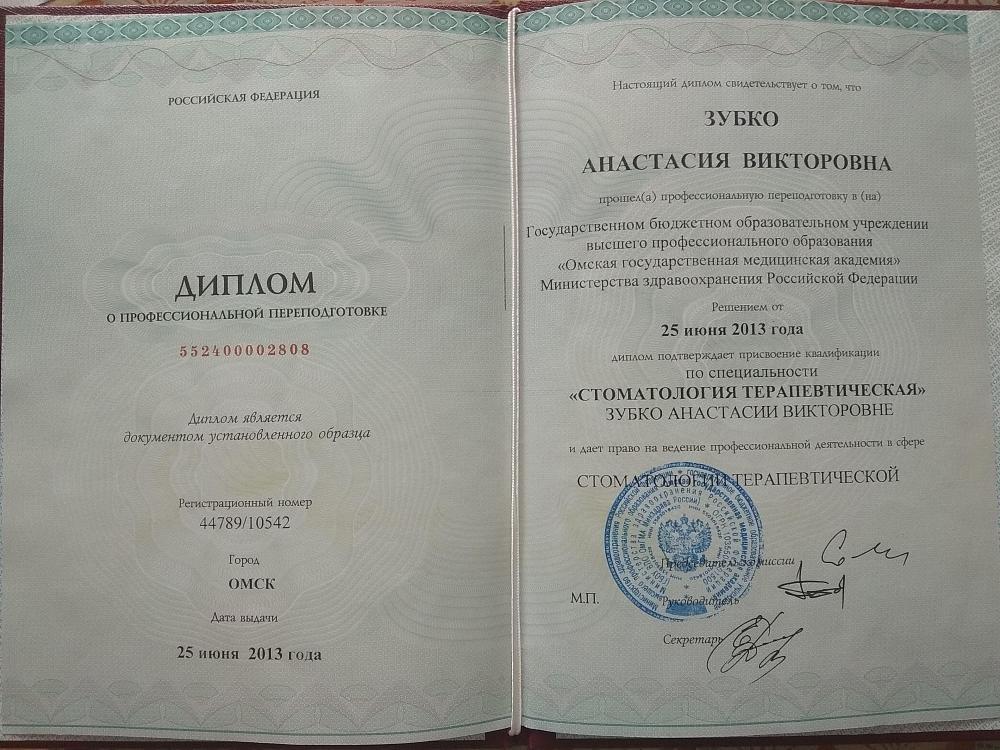 РОССИЙСКАЯ ФЕДЕРАЦИЯ
ДИПЛОМ
О ПРОФЕССИОНАЛЬНОЙ ПЕРЕПОДГОТОВКЕ
552400002808
Диплом является
документом установленного образца
Регистрационный номер
44789/10542
Город
ОМСК
Дата выдачи
25 июня 2013 года
Настоящий диплом свидетельствует о том, что
ЗУБКО
АНАСТАСИЯ ВИКТОРОВНА
прошел(а) профессиональную переподготовку в (на)
Государственном бюджетном образовательном учреждении
высшего профессионального образования
«Омская государственная медицинская академия»
Министерства здравоохранения Российской Федерации
Решением от
25 июня 2013 года
диплом подтверждает присвоение квалификации
по специальности
«СТОМАТОЛОГИЯ ТЕРАПЕВТИЧЕСКАЯ»
ЗУБКО АНАСТАСИИ ВИКТОРОВНЕ
и дает право на ведение профессиональной деятельности в сфере
СТОМАТОЛОГИИ ТЕРАПЕВТИЧЕСКОЙ
Председатель комиссии
М.П.
Руководитель
Секретарь